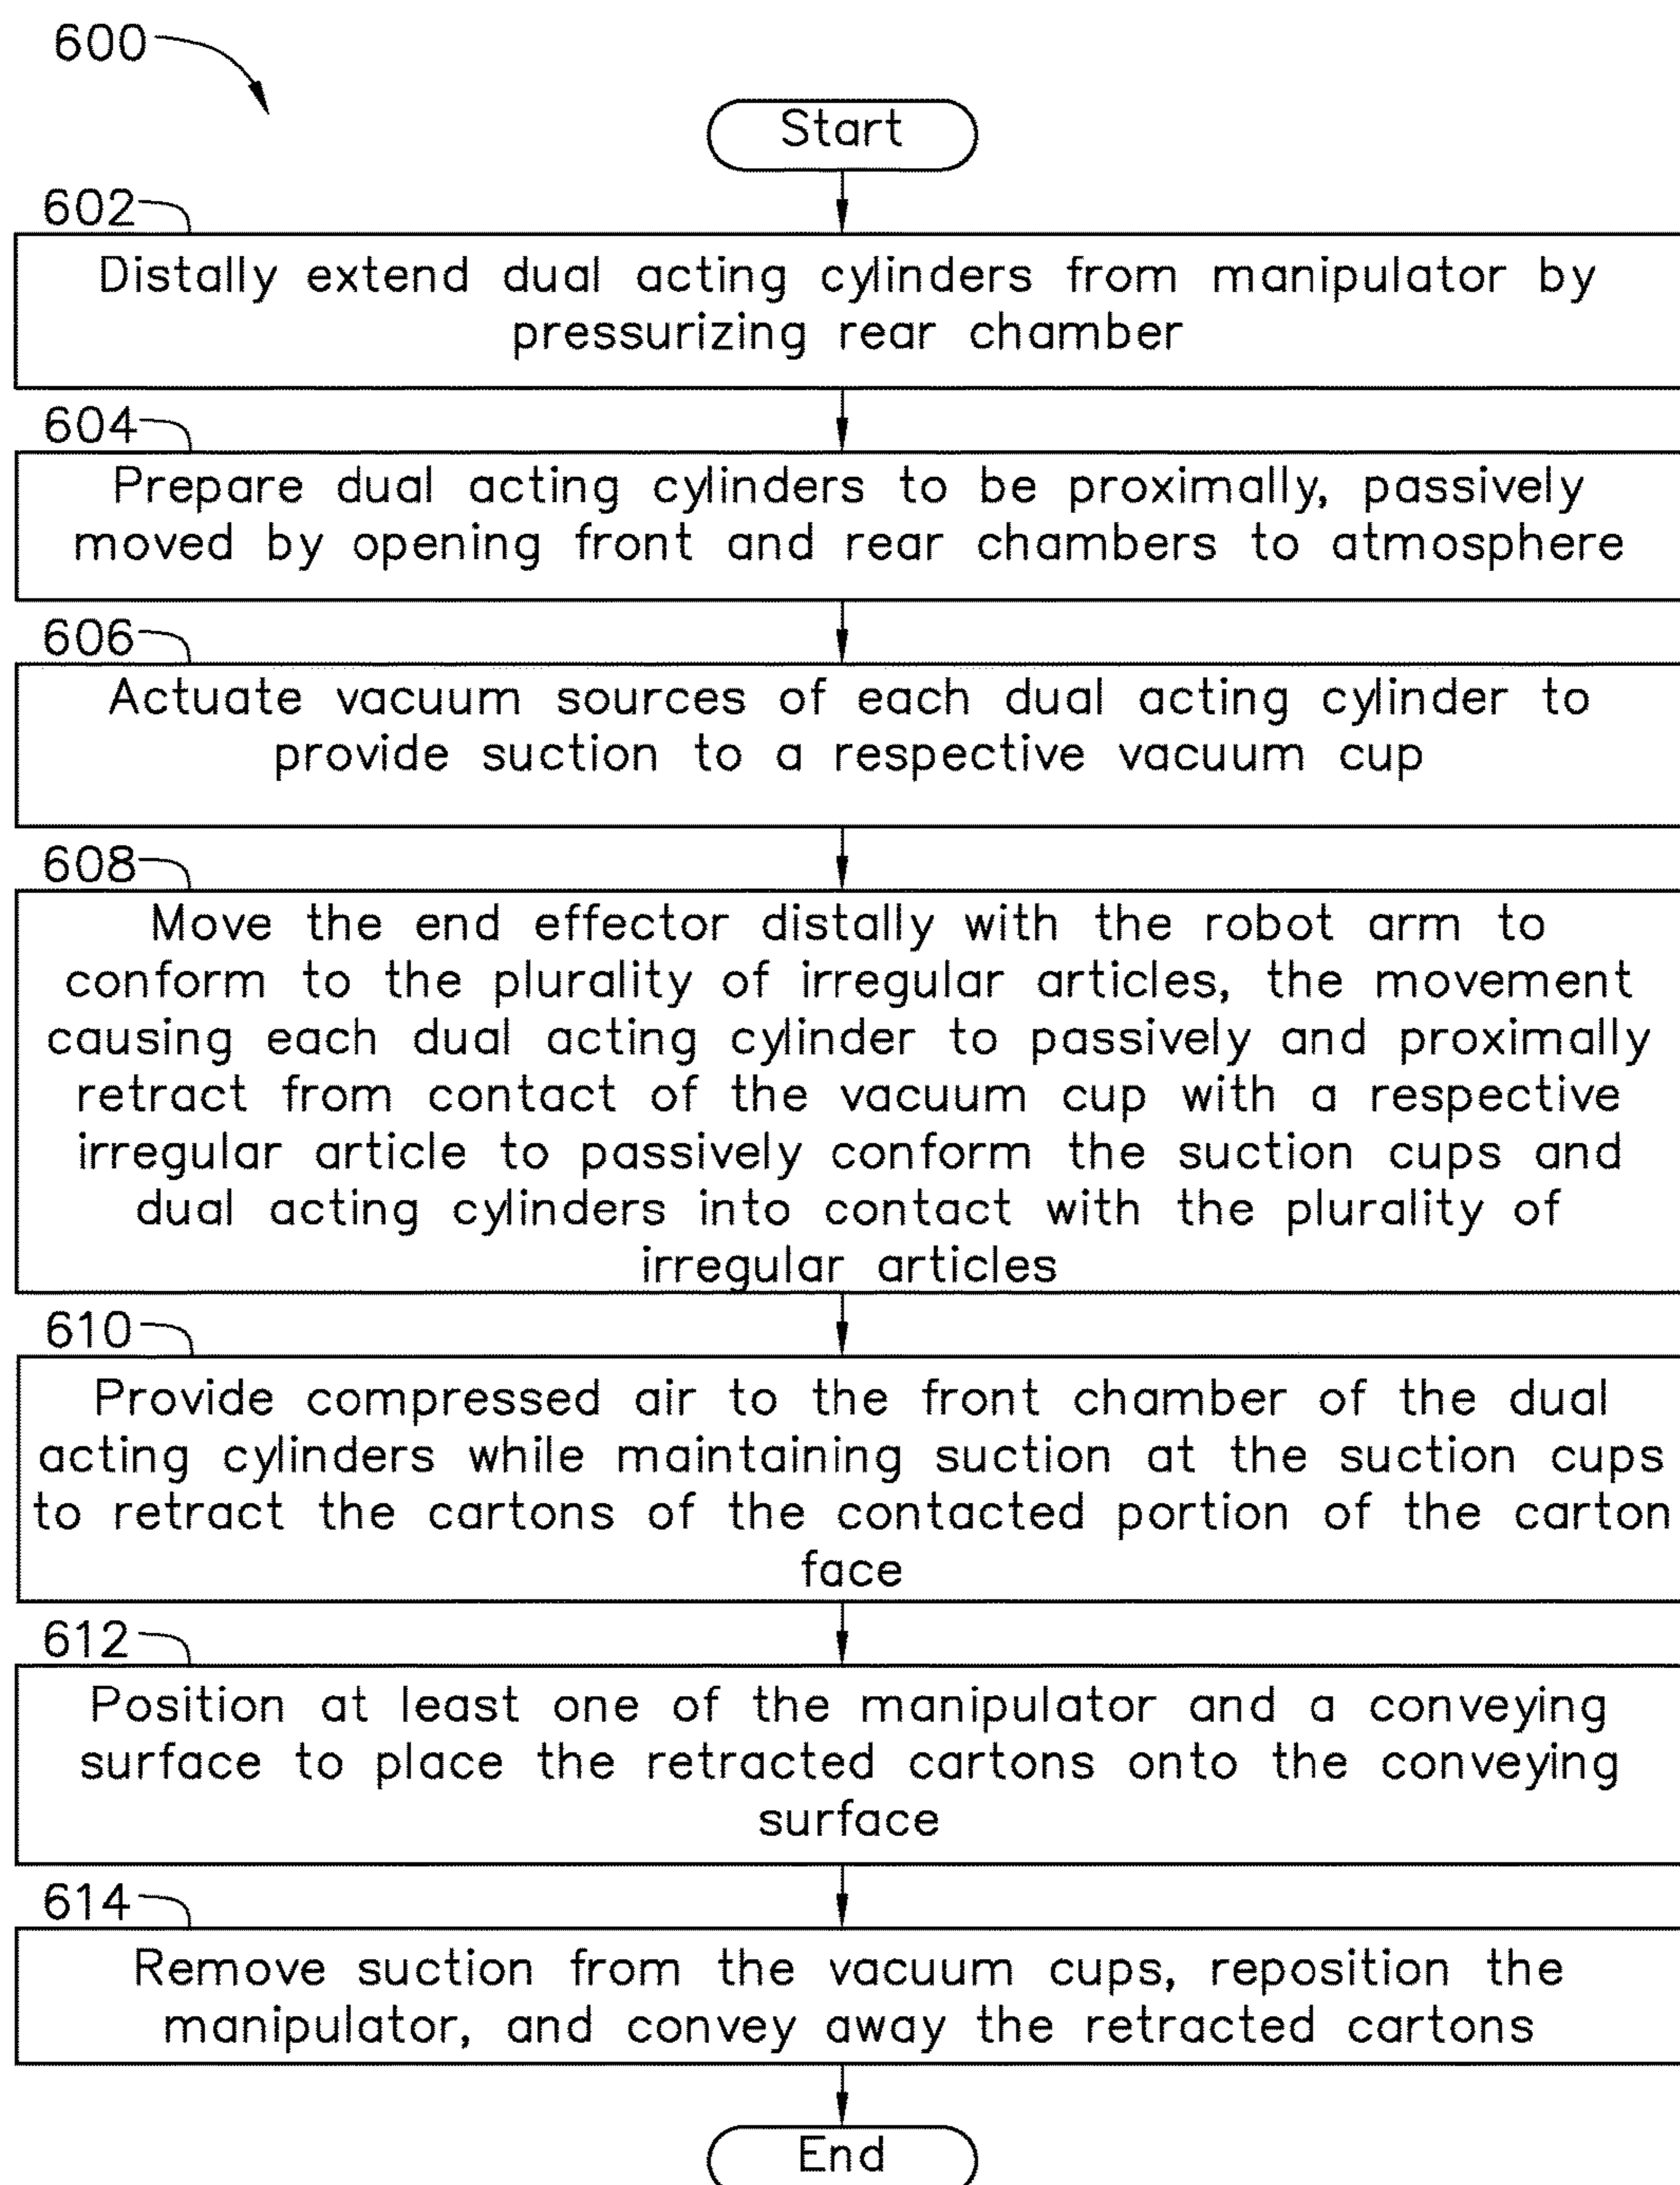 600
Start
602
Distally extend dual acting cylinders from manipulator by
pressurizing rear chamber
604
Prepare dual acting cylinders to be proximally, passively
moved by opening front and rear chambers to atmosphere
606
Actuate vacuum sources of each dual acting cylinder to
provide suction to a respective vacuum cup
608
Move the end effector distally with the robot arm to
conform to the plurality of irregular articles, the movement
causing each dual acting cylinder to passively and proximally
retract from contact of the vacuum cup with a respective
irregular article to passively conform the suction cups and
dual acting cylinders into contact with the plurality of
irregular articles
610
Provide compressed air to the front chamber of the dual
acting cylinders while maintaining suction at the suction cups
to retract the cartons of the contacted portion of the carton
face
612
Position at least one of the manipulator and a conveying
surface to place the retracted cartons onto the conveying
surface
614
Remove suction from the vacuum cups, reposition the
manipulator, and convey away the retracted cartons
End